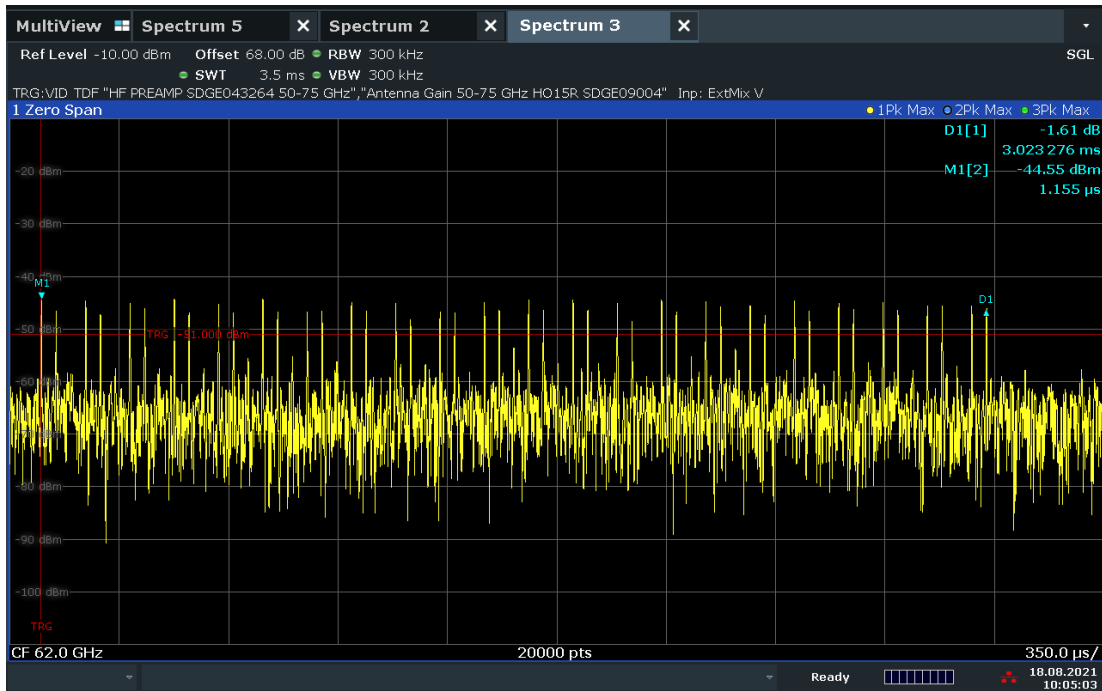 MultiView Spectrum 5 X Spectrum 2 X Spectrum 3 X
Ref Level -10.00 dBm Offset 68.00 dB RBW 300 kHz SGL
SWT 3.5 ms VBW 300 kHz
TRG:VID TDF "HF PREAMP SDGE043264 50-75 GHz","Antenna Gain 50-75 GHz HO15R SDGE09004" Inp: ExtMix V
1 Zero Span 1Pk Max 2Pk Max 3Pk Max
D1[1] -1.61 dB
3.023 276 ms
-20 dBm M1[2] -44.55 dBm
1.155 µs
-30 dBm
-40 dBm
M1
D1
-50 dBm
TRG -51.000 dBm
-60 dBm
-70 dBm
-80 dBm
-90 dBm
-100 dBm
TRG
CF 62.0 GHz 20000 pts 350.0 µs/
Ready 18.08.2021
10:05:03